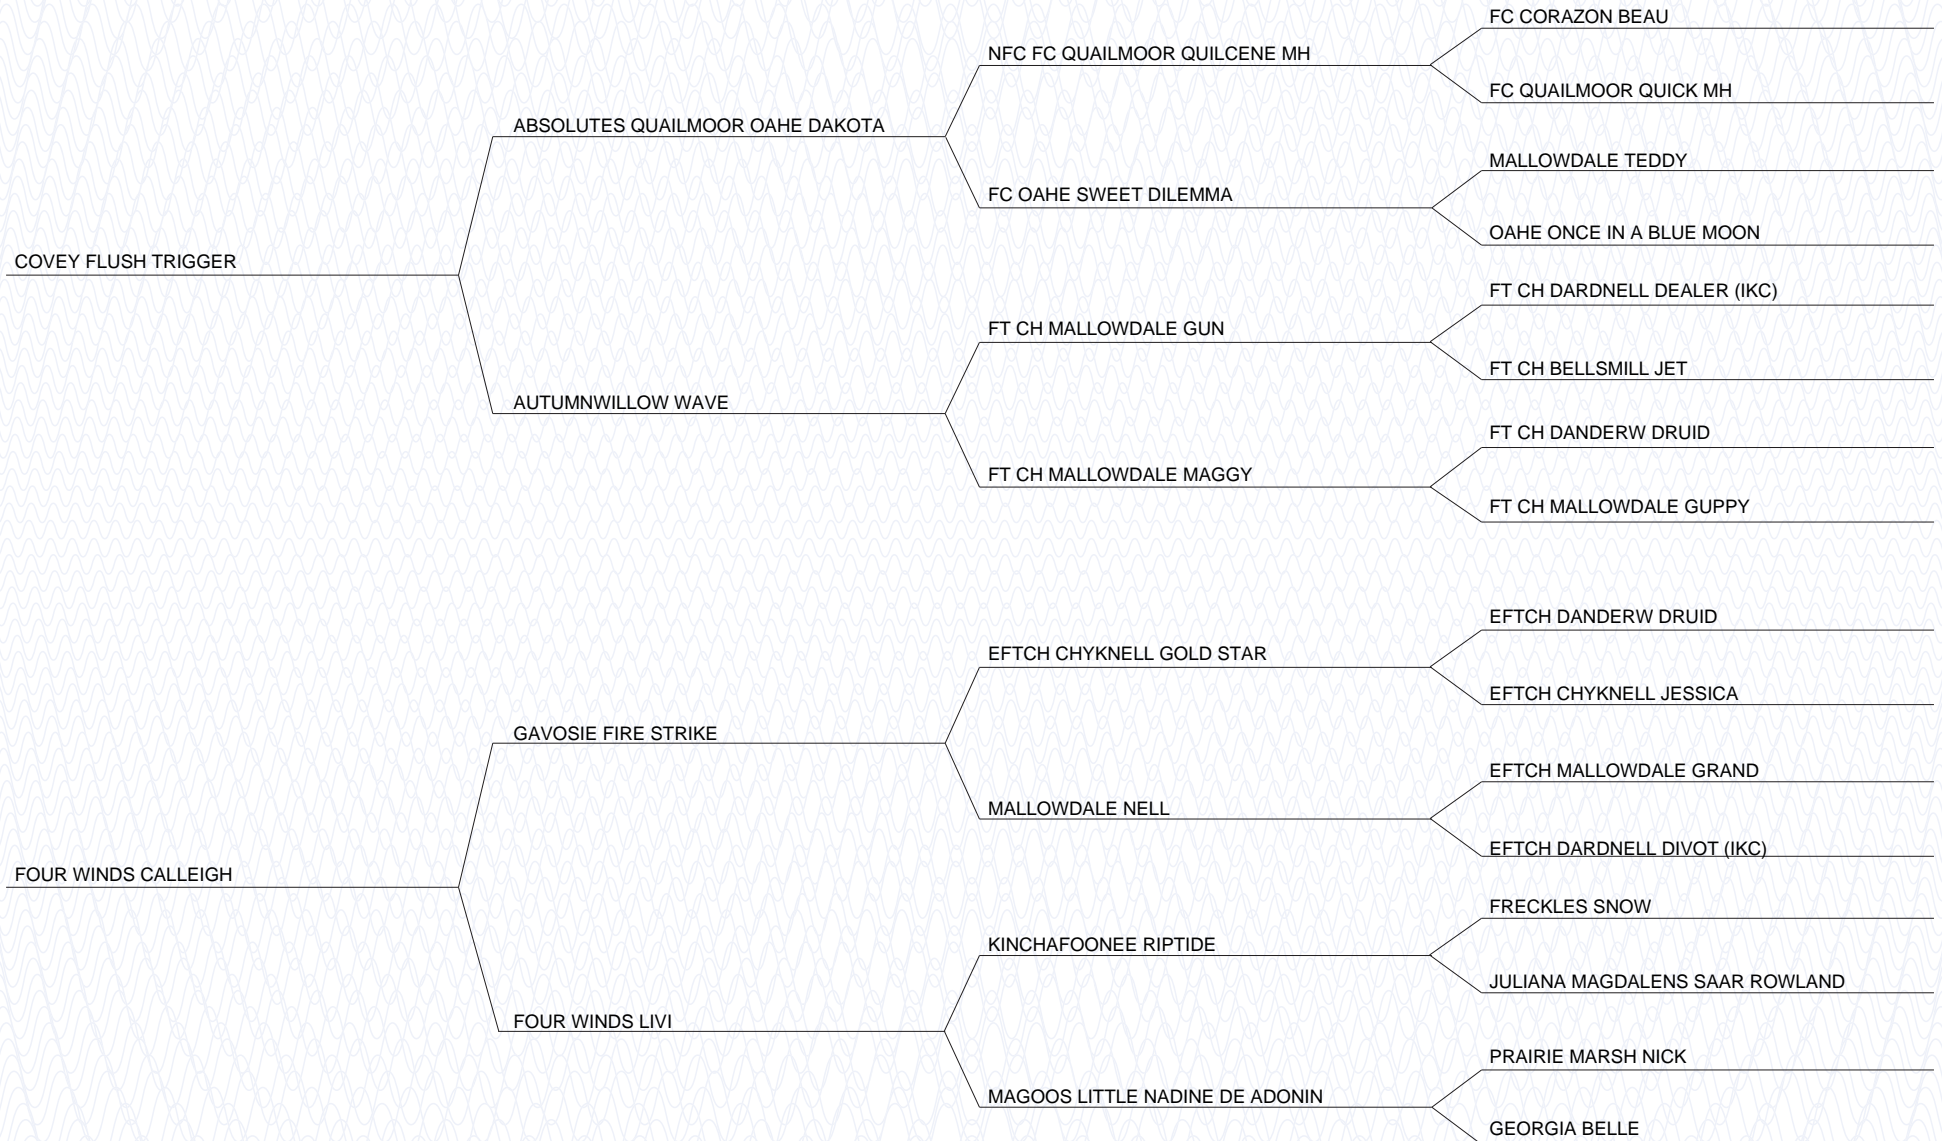 FC CORAZON BEAU
NFC FC QUAILMOOR QUILCENE MH
FC QUAILMOOR QUICK MH
ABSOLUTES QUAILMOOR OAHE DAKOTA
MALLOWDALE TEDDY
FC OAHE SWEET DILEMMA
OAHE ONCE IN A BLUE MOON
COVEY FLUSH TRIGGER
FT CH DARDNELL DEALER (IKC)
FT CH MALLOWDALE GUN
FT CH BELLSMILL JET
AUTUMNWILLOW WAVE
FT CH DANDERW DRUID
FT CH MALLOWDALE MAGGY
FT CH MALLOWDALE GUPPY
EFTCH DANDERW DRUID
EFTCH CHYKNELL GOLD STAR
EFTCH CHYKNELL JESSICA
GAVOSIE FIRE STRIKE
EFTCH MALLOWDALE GRAND
MALLOWDALE NELL
EFTCH DARDNELL DIVOT (IKC)
FOUR WINDS CALLEIGH
FRECKLES SNOW
KINCHAFOONEE RIPTIDE
JULIANA MAGDALENS SAAR ROWLAND
FOUR WINDS LIVI
PRAIRIE MARSH NICK
MAGOOS LITTLE NADINE DE ADONIN
GEORGIA BELLE